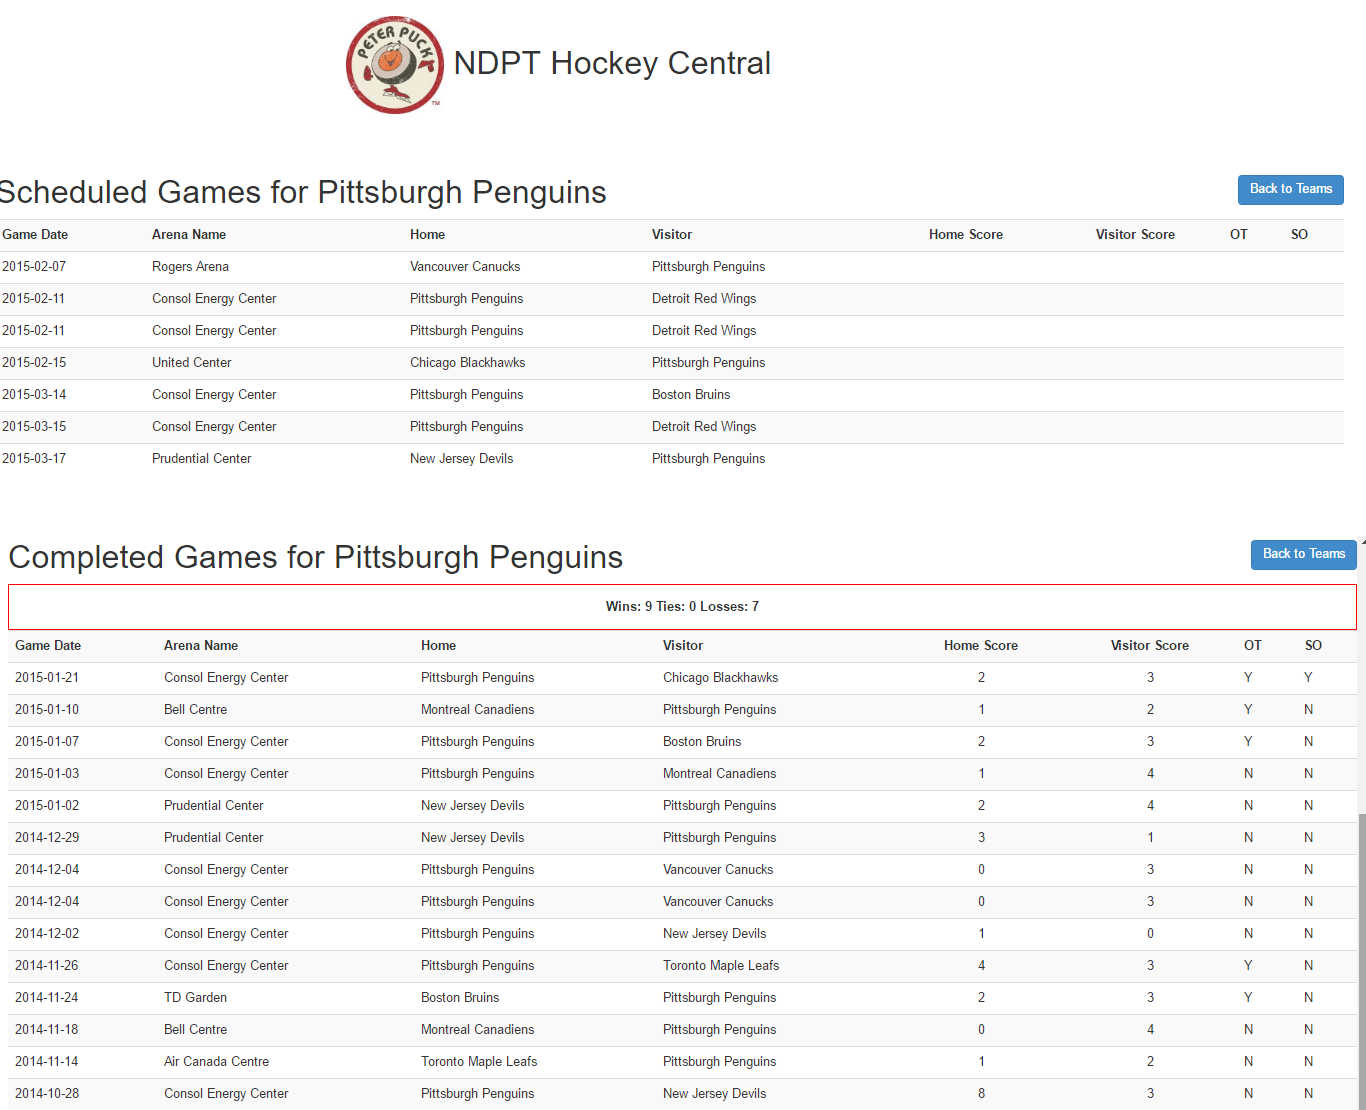 PETER PUCK
TM
NDPT Hockey Central
Scheduled Games for Pittsburgh Penguins
Back to Teams
Game Date Arena Name Home Visitor Home Score Visitor Score OT SO
2015-02-07 Rogers Arena Vancouver Canucks Pittsburgh Penguins
2015-02-11 Consol Energy Center Pittsburgh Penguins Detroit Red Wings
2015-02-11 Consol Energy Center Pittsburgh Penguins Detroit Red Wings
2015-02-15 United Center Chicago Blackhawks Pittsburgh Penguins
2015-03-14 Consol Energy Center Pittsburgh Penguins Boston Bruins
2015-03-15 Consol Energy Center Pittsburgh Penguins Detroit Red Wings
2015-03-17 Prudential Center New Jersey Devils Pittsburgh Penguins
Completed Games for Pittsburgh Penguins
Back to Teams
Wins: 9 Ties: 0 Losses: 7
Game Date Arena Name Home Visitor Home Score Visitor Score OT SO
2015-01-21 Consol Energy Center Pittsburgh Penguins Chicago Blackhawks 2 3 Y Y
2015-01-10 Bell Centre Montreal Canadiens Pittsburgh Penguins 1 2 Y N
2015-01-07 Consol Energy Center Pittsburgh Penguins Boston Bruins 2 3 Y N
2015-01-03 Consol Energy Center Pittsburgh Penguins Montreal Canadiens 1 4 N N
2015-01-02 Prudential Center New Jersey Devils Pittsburgh Penguins 2 4 N N
2014-12-29 Prudential Center New Jersey Devils Pittsburgh Penguins 3 1 N N
2014-12-04 Consol Energy Center Pittsburgh Penguins Vancouver Canucks 0 3 N N
2014-12-04 Consol Energy Center Pittsburgh Penguins Vancouver Canucks 0 3 N N
2014-12-02 Consol Energy Center Pittsburgh Penguins New Jersey Devils 1 0 N N
2014-11-26 Consol Energy Center Pittsburgh Penguins Toronto Maple Leafs 4 3 Y N
2014-11-24 TD Garden Boston Bruins Pittsburgh Penguins 2 3 Y N
2014-11-18 Bell Centre Montreal Canadiens Pittsburgh Penguins 0 4 N N
2014-11-14 Air Canada Centre Toronto Maple Leafs Pittsburgh Penguins 1 2 N N
2014-10-28 Consol Energy Center Pittsburgh Penguins New Jersey Devils 8 3 N N